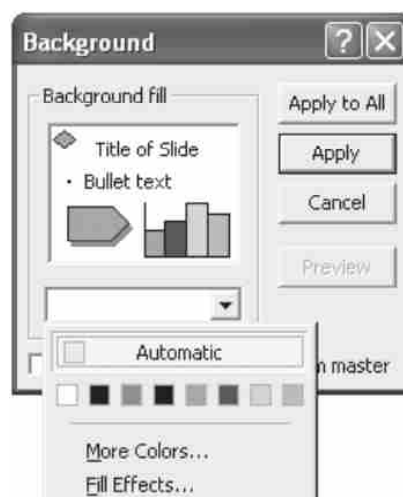 Background
Background fill
Title of Slide
• Bullet text
Apply to All
Apply
Cancel
Preview
Automatic
master
More Colors...
Fill Effects...